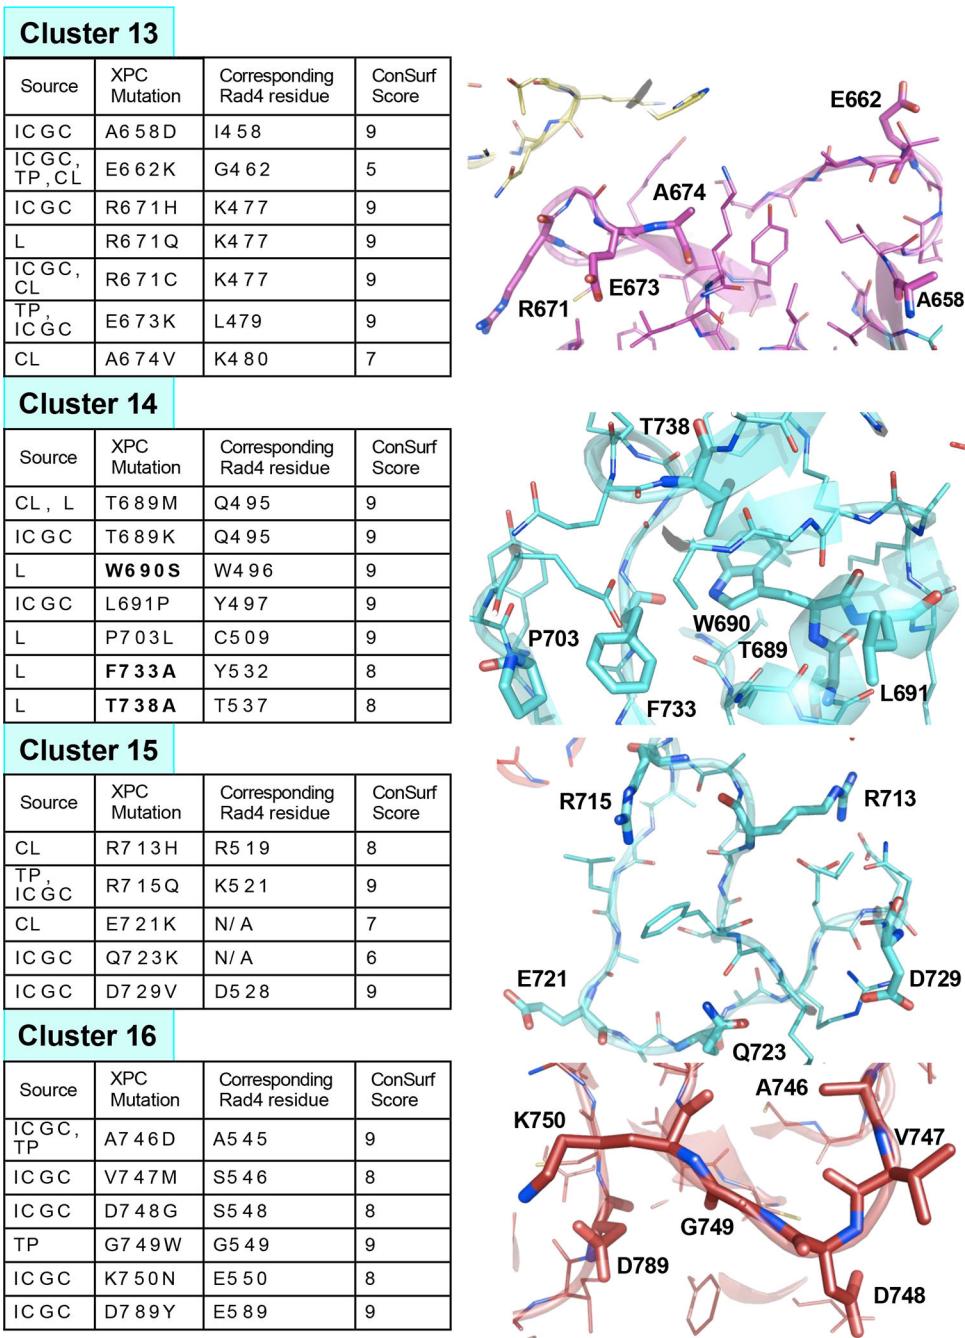 Cluster 13
Source XPC Mutation Corresponding Rad4 residue ConSurf Score
ICGC A658D I458 9
ICGC, TP,CL E662K G462 5
ICGC R671H K477 9
L R671Q K477 9
ICGC, CL R671C K477 9
TP, ICGC E673K L479 9
CL A674V K480 7
E662
A674
R671
E673
A658
Cluster 14
Source XPC Mutation Corresponding Rad4 residue ConSurf Score
CL, L T689M Q495 9
ICGC T689K Q495 9
L W690S W496 9
ICGC L691P Y497 9
L P703L C509 9
L F733A Y532 8
L T738A T537 8
T738
W690
P703
T689
L691
F733
Cluster 15
Source XPC Mutation Corresponding Rad4 residue ConSurf Score
CL R713H R519 8
TP, ICGC R715Q K521 9
CL E721K N/A 7
ICGC Q723K N/A 6
ICGC D729V D528 9
R715
R713
E721
D729
Q723
Cluster 16
Source XPC Mutation Corresponding Rad4 residue ConSurf Score
ICGC, TP A746D A545 9
ICGC V747M S546 8
ICGC D748G S548 8
TP G749W G549 9
ICGC K750N E550 8
ICGC D789Y E589 9
A746
K750
V747
G749
D789
D748